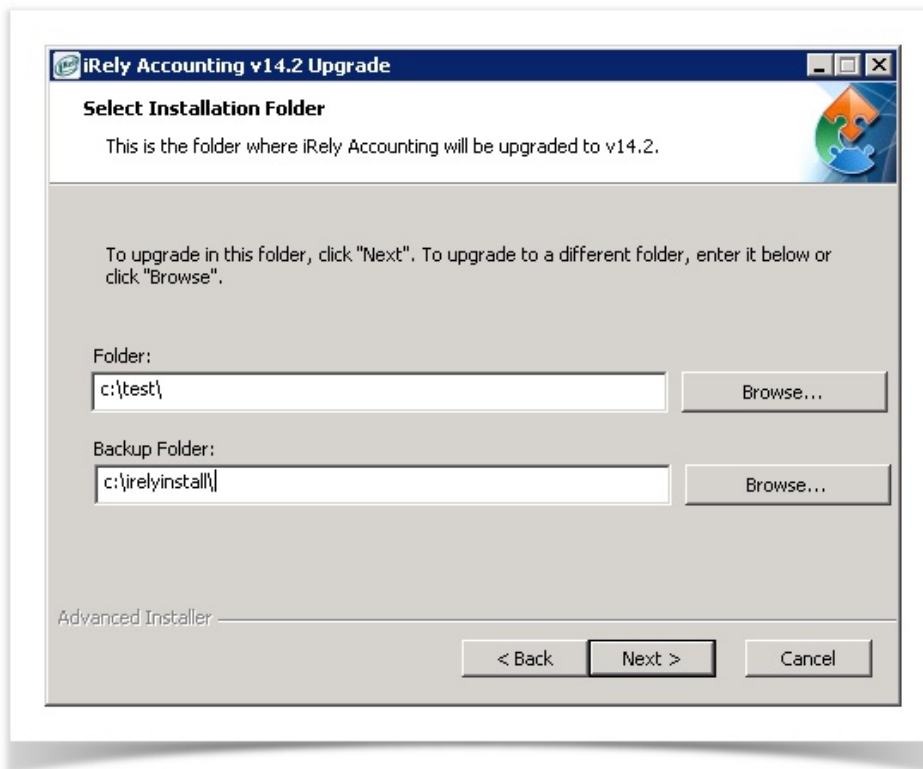 iRely Accounting v14.2 Upgrade
Select Installation Folder
This is the folder where iRely Accounting will be upgraded to v14.2.
To upgrade in this folder, click "Next". To upgrade to a different folder, enter it below or
click "Browse".
Folder:
c:\test\
Browse...
Backup Folder:
c:\irelyinstall\
Browse...
Advanced Installer
< Back
Next >
Cancel